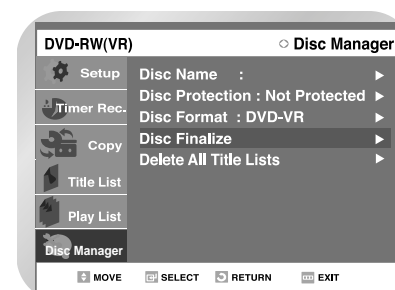 DVD-RW(VR) Disc Manager
Setup
Timer Rec.
Copy
Title List
Play List
Disc Manager
Disc Name :
Disc Protection : Not Protected
Disc Format : DVD-VR
Disc Finalize
Delete All Title Lists
MOVE SELECT RETURN EXIT